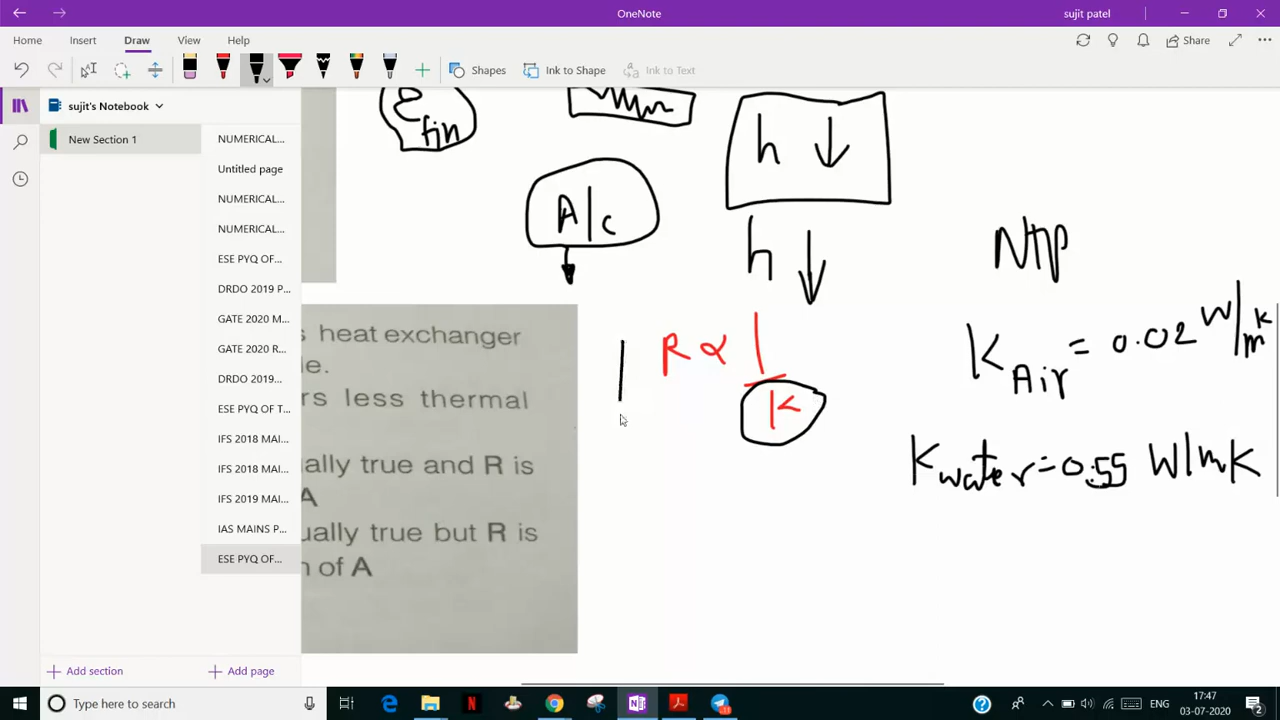 OneNote
sujit patel
Home Insert Draw View Help
Share
Shapes Ink to Shape Ink to Text
sujit's Notebook
New Section 1
NUMERICAL...
Untitled page
NUMERICAL...
NUMERICAL...
ESE PYQ OF...
DRDO 2019 P...
GATE 2020 M...
GATE 2020 R...
DRDO 2019...
ESE PYQ OF T...
IFS 2018 MAI...
IFS 2018 MAI...
IFS 2019 MAI...
IAS MAINS P...
ESE PYQ OF...
Add section
Add page
ε fin
h ↓
A/c
h ↓
NTP
R ∝ 1/K
K Air = 0.02 W/mK
K water = 0.55 W/mK
s heat exchanger
le.
rs less thermal
ually true and R is
A
ually true but R is
n of A
Type here to search
ENG
17:47
03-07-2020
2